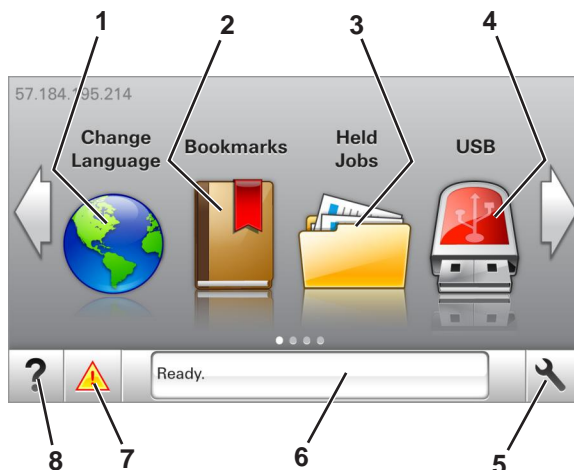 1 2 3 4
57.184.195.214
Change Language
Bookmarks
Held Jobs
USB
?
Ready.
8 7 6 5